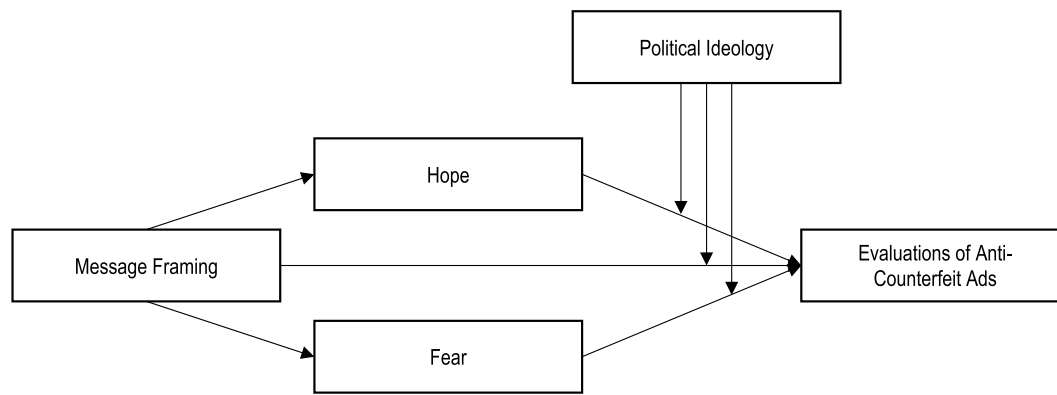 Political Ideology
Hope
Message Framing
Evaluations of Anti-
Counterfeit Ads
Fear